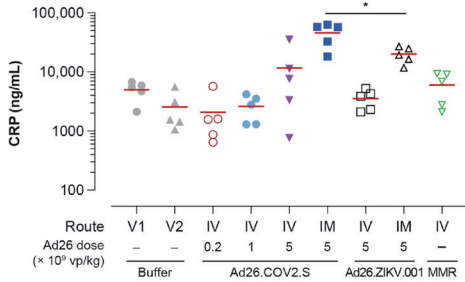 *
100,000
10,000
1000
100
CRP (ng/mL)
Route V1 V2 IV IV IV IM IV IM IV
Ad26 dose – – 0.2 1 5 5 5 5 –
(× 10⁹ vp/kg)
Buffer Ad26.COV2.S Ad26.ZIKV.001 MMR